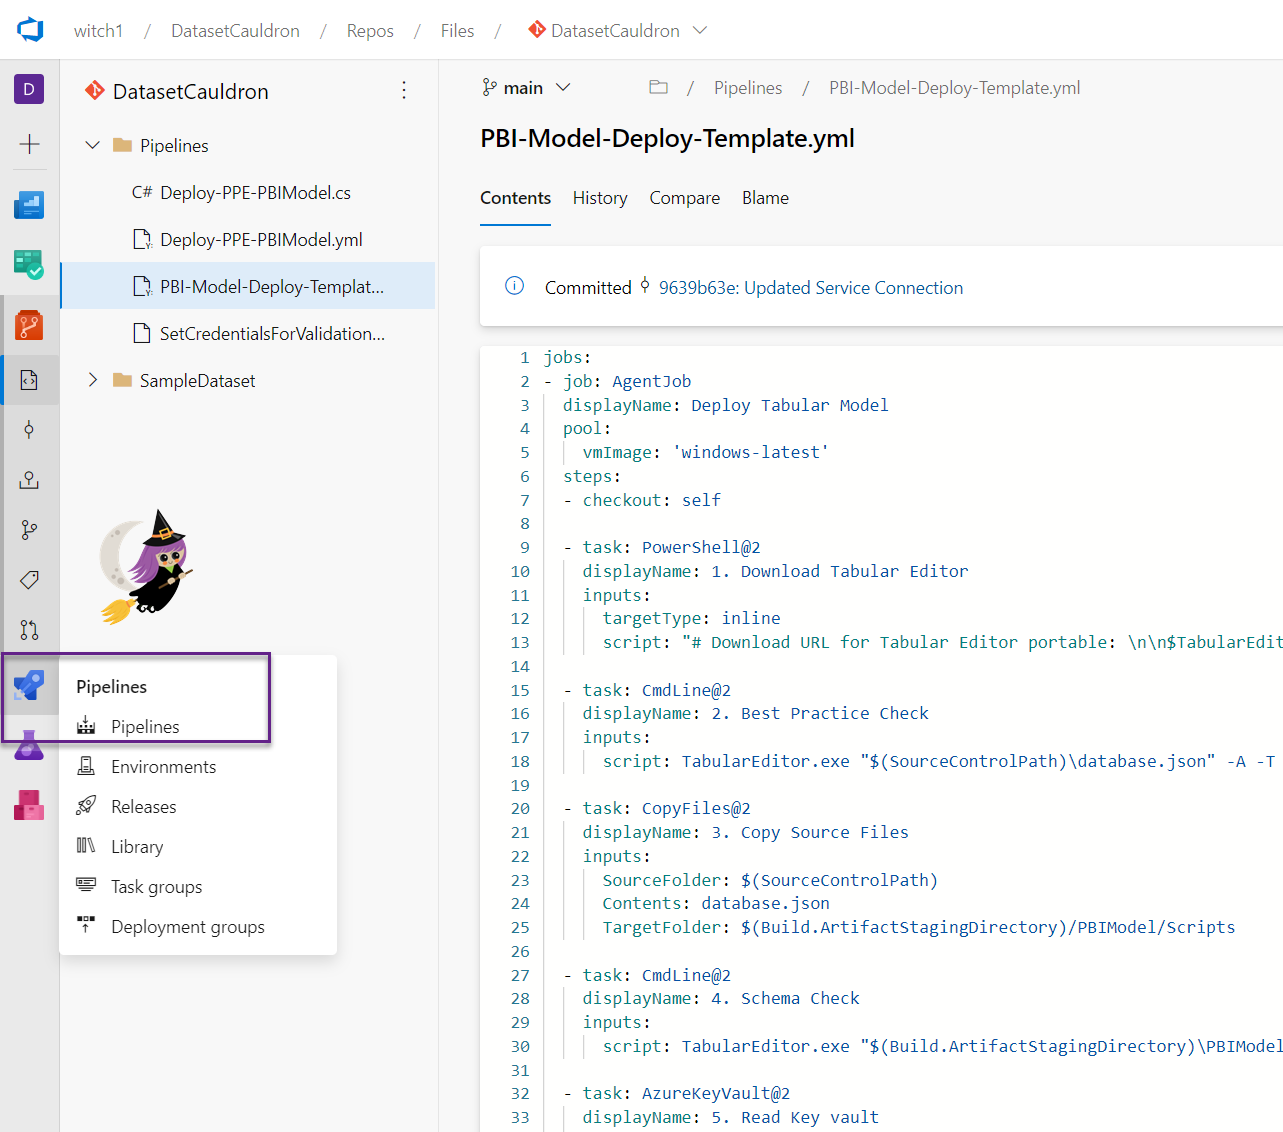 witch1 / DatasetCauldron / Repos / Files / DatasetCauldron
D
DatasetCauldron
Pipelines
C# Deploy-PPE-PBIModel.cs
Deploy-PPE-PBIModel.yml
PBI-Model-Deploy-Templat...
SetCredentialsForValidation...
SampleDataset
Pipelines
Pipelines
Environments
Releases
Library
Task groups
Deployment groups
main / Pipelines / PBI-Model-Deploy-Template.yml
PBI-Model-Deploy-Template.yml
Contents History Compare Blame
Committed 9639b63e: Updated Service Connection
1 jobs:
2 - job: AgentJob
3 displayName: Deploy Tabular Model
4 pool:
5 vmImage: 'windows-latest'
6 steps:
7 - checkout: self
8
9 - task: PowerShell@2
10 displayName: 1. Download Tabular Editor
11 inputs:
12 targetType: inline
13 script: "# Download URL for Tabular Editor portable: \n\n$TabularEdit
14
15 - task: CmdLine@2
16 displayName: 2. Best Practice Check
17 inputs:
18 script: TabularEditor.exe "$(SourceControlPath)\database.json" -A -T
19
20 - task: CopyFiles@2
21 displayName: 3. Copy Source Files
22 inputs:
23 SourceFolder: $(SourceControlPath)
24 Contents: database.json
25 TargetFolder: $(Build.ArtifactStagingDirectory)/PBIModel/Scripts
26
27 - task: CmdLine@2
28 displayName: 4. Schema Check
29 inputs:
30 script: TabularEditor.exe "$(Build.ArtifactStagingDirectory)\PBIModel
31
32 - task: AzureKeyVault@2
33 displayName: 5. Read Key vault